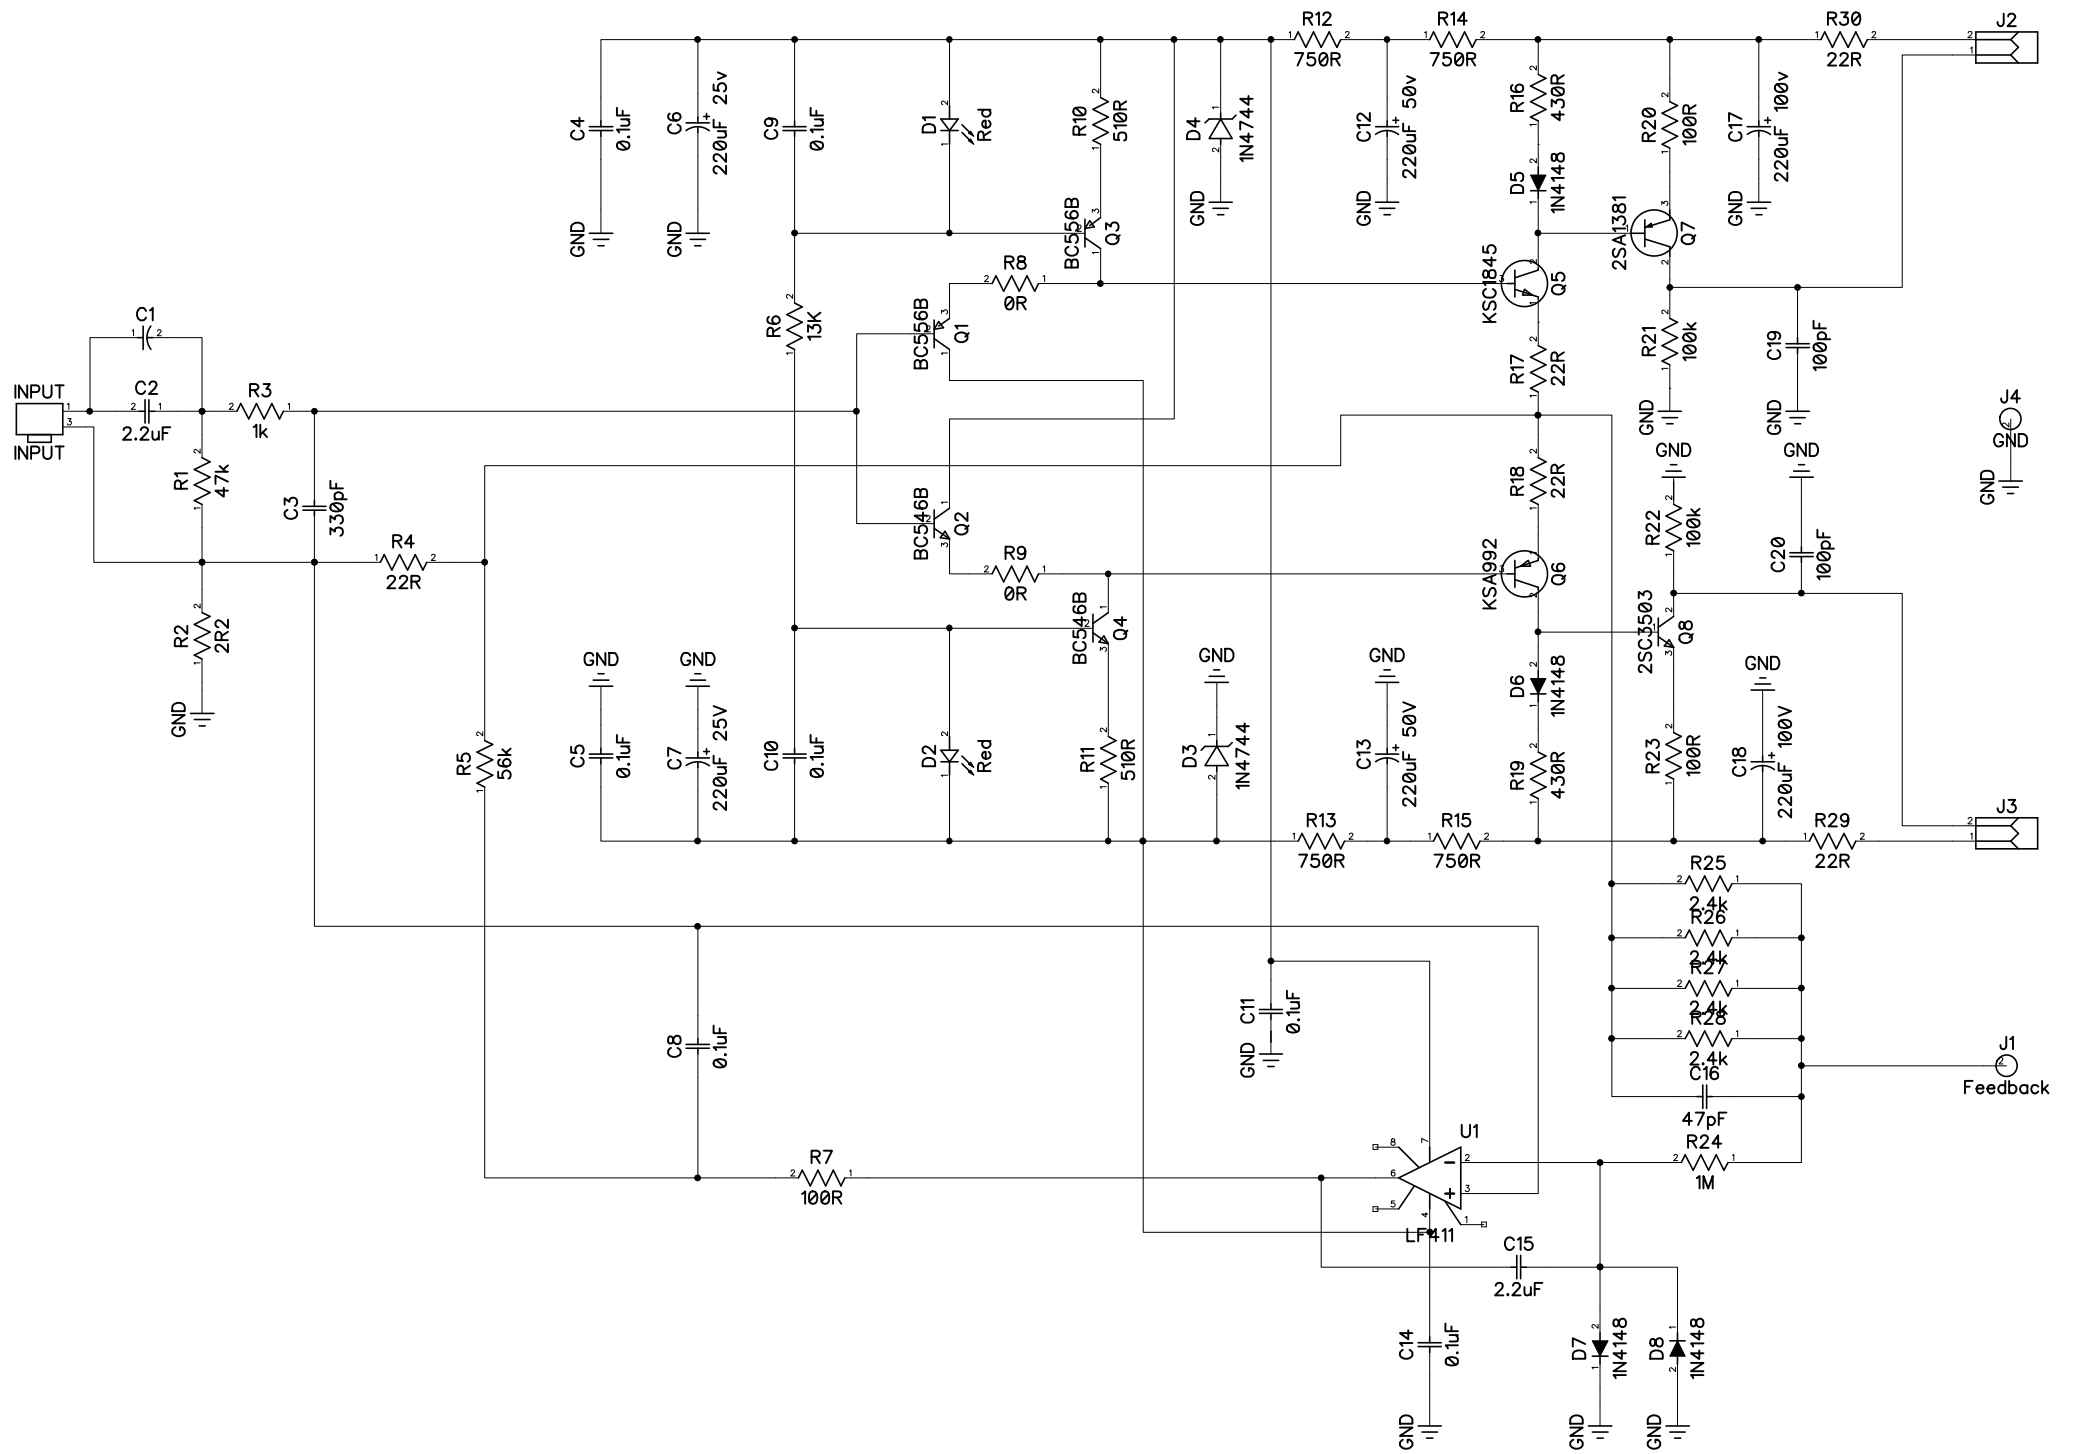 R12
750R
R14
750R
R30
22R
J2
C4
0.1uF
GND
C6
220uF 25v
GND
C9
0.1uF
D1
Red
R10
510R
D4
1N4744
GND
C12
220uF 50v
GND
R16
430R
D5
1N4148
R20
100R
C17
220uF 100v
GND
BC556B
Q3
2SA1381
Q7
R8
0R
KSC1845
Q5
R6
13K
BC556B
Q1
R17
22R
R21
100k
GND
C19
100pF
GND
C1
INPUT
INPUT
C2
2.2uF
R3
1k
J4
GND
GND
R1
47k
C3
330pF
R4
22R
BC546B
Q2
R9
0R
R18
22R
KSA992
Q6
GND
R22
100k
GND
C20
100pF
R2
2R2
GND
BC546B
Q4
2SC3503
Q8
R5
56k
GND
C5
0.1uF
GND
C7
220uF 25V
C10
0.1uF
D2
Red
R11
510R
GND
D3
1N4744
GND
C13
220uF 50V
D6
1N4148
R19
430R
R23
100R
GND
C18
220uF 100V
R13
750R
R15
750R
R29
22R
J3
R25
2.4k
R26
2.4k
R27
2.4k
R28
2.4k
C16
47pF
R24
1M
J1
Feedback
C8
0.1uF
C11
0.1uF
GND
R7
100R
U1
LF411
C15
2.2uF
C14
0.1uF
GND
D7
1N4148
GND
D8
1N4148
GND